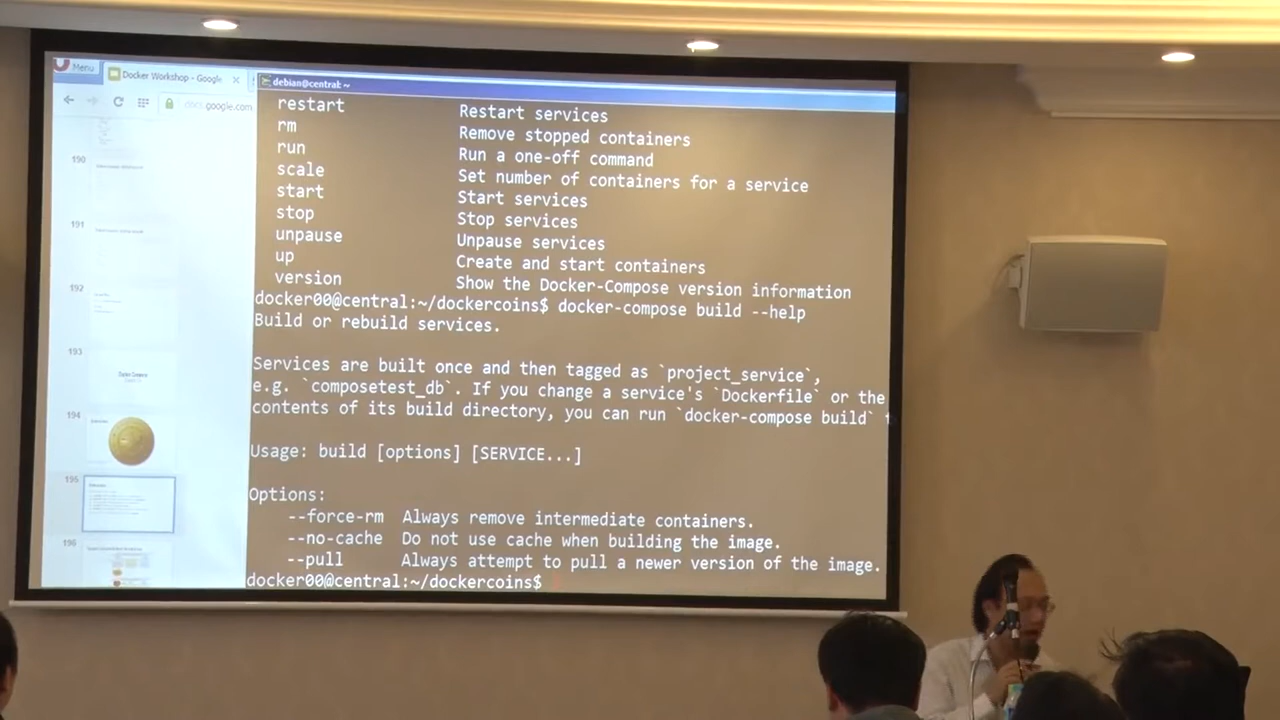 Menu
Docker Workshop - Google
docs.google.com
debian@central: ~
restart Restart services
rm Remove stopped containers
run Run a one-off command
scale Set number of containers for a service
start Start services
stop Stop services
unpause Unpause services
up Create and start containers
version Show the Docker-Compose version information
docker00@central:~/dockercoins$ docker-compose build --help
Build or rebuild services.
Services are built once and then tagged as `project_service`,
e.g. `composetest_db`. If you change a service's `Dockerfile` or the
contents of its build directory, you can run `docker-compose build` t
Usage: build [options] [SERVICE...]
Options:
--force-rm Always remove intermediate containers.
--no-cache Do not use cache when building the image.
--pull Always attempt to pull a newer version of the image.
docker00@central:~/dockercoins$
190
191
192
193
194
195
196